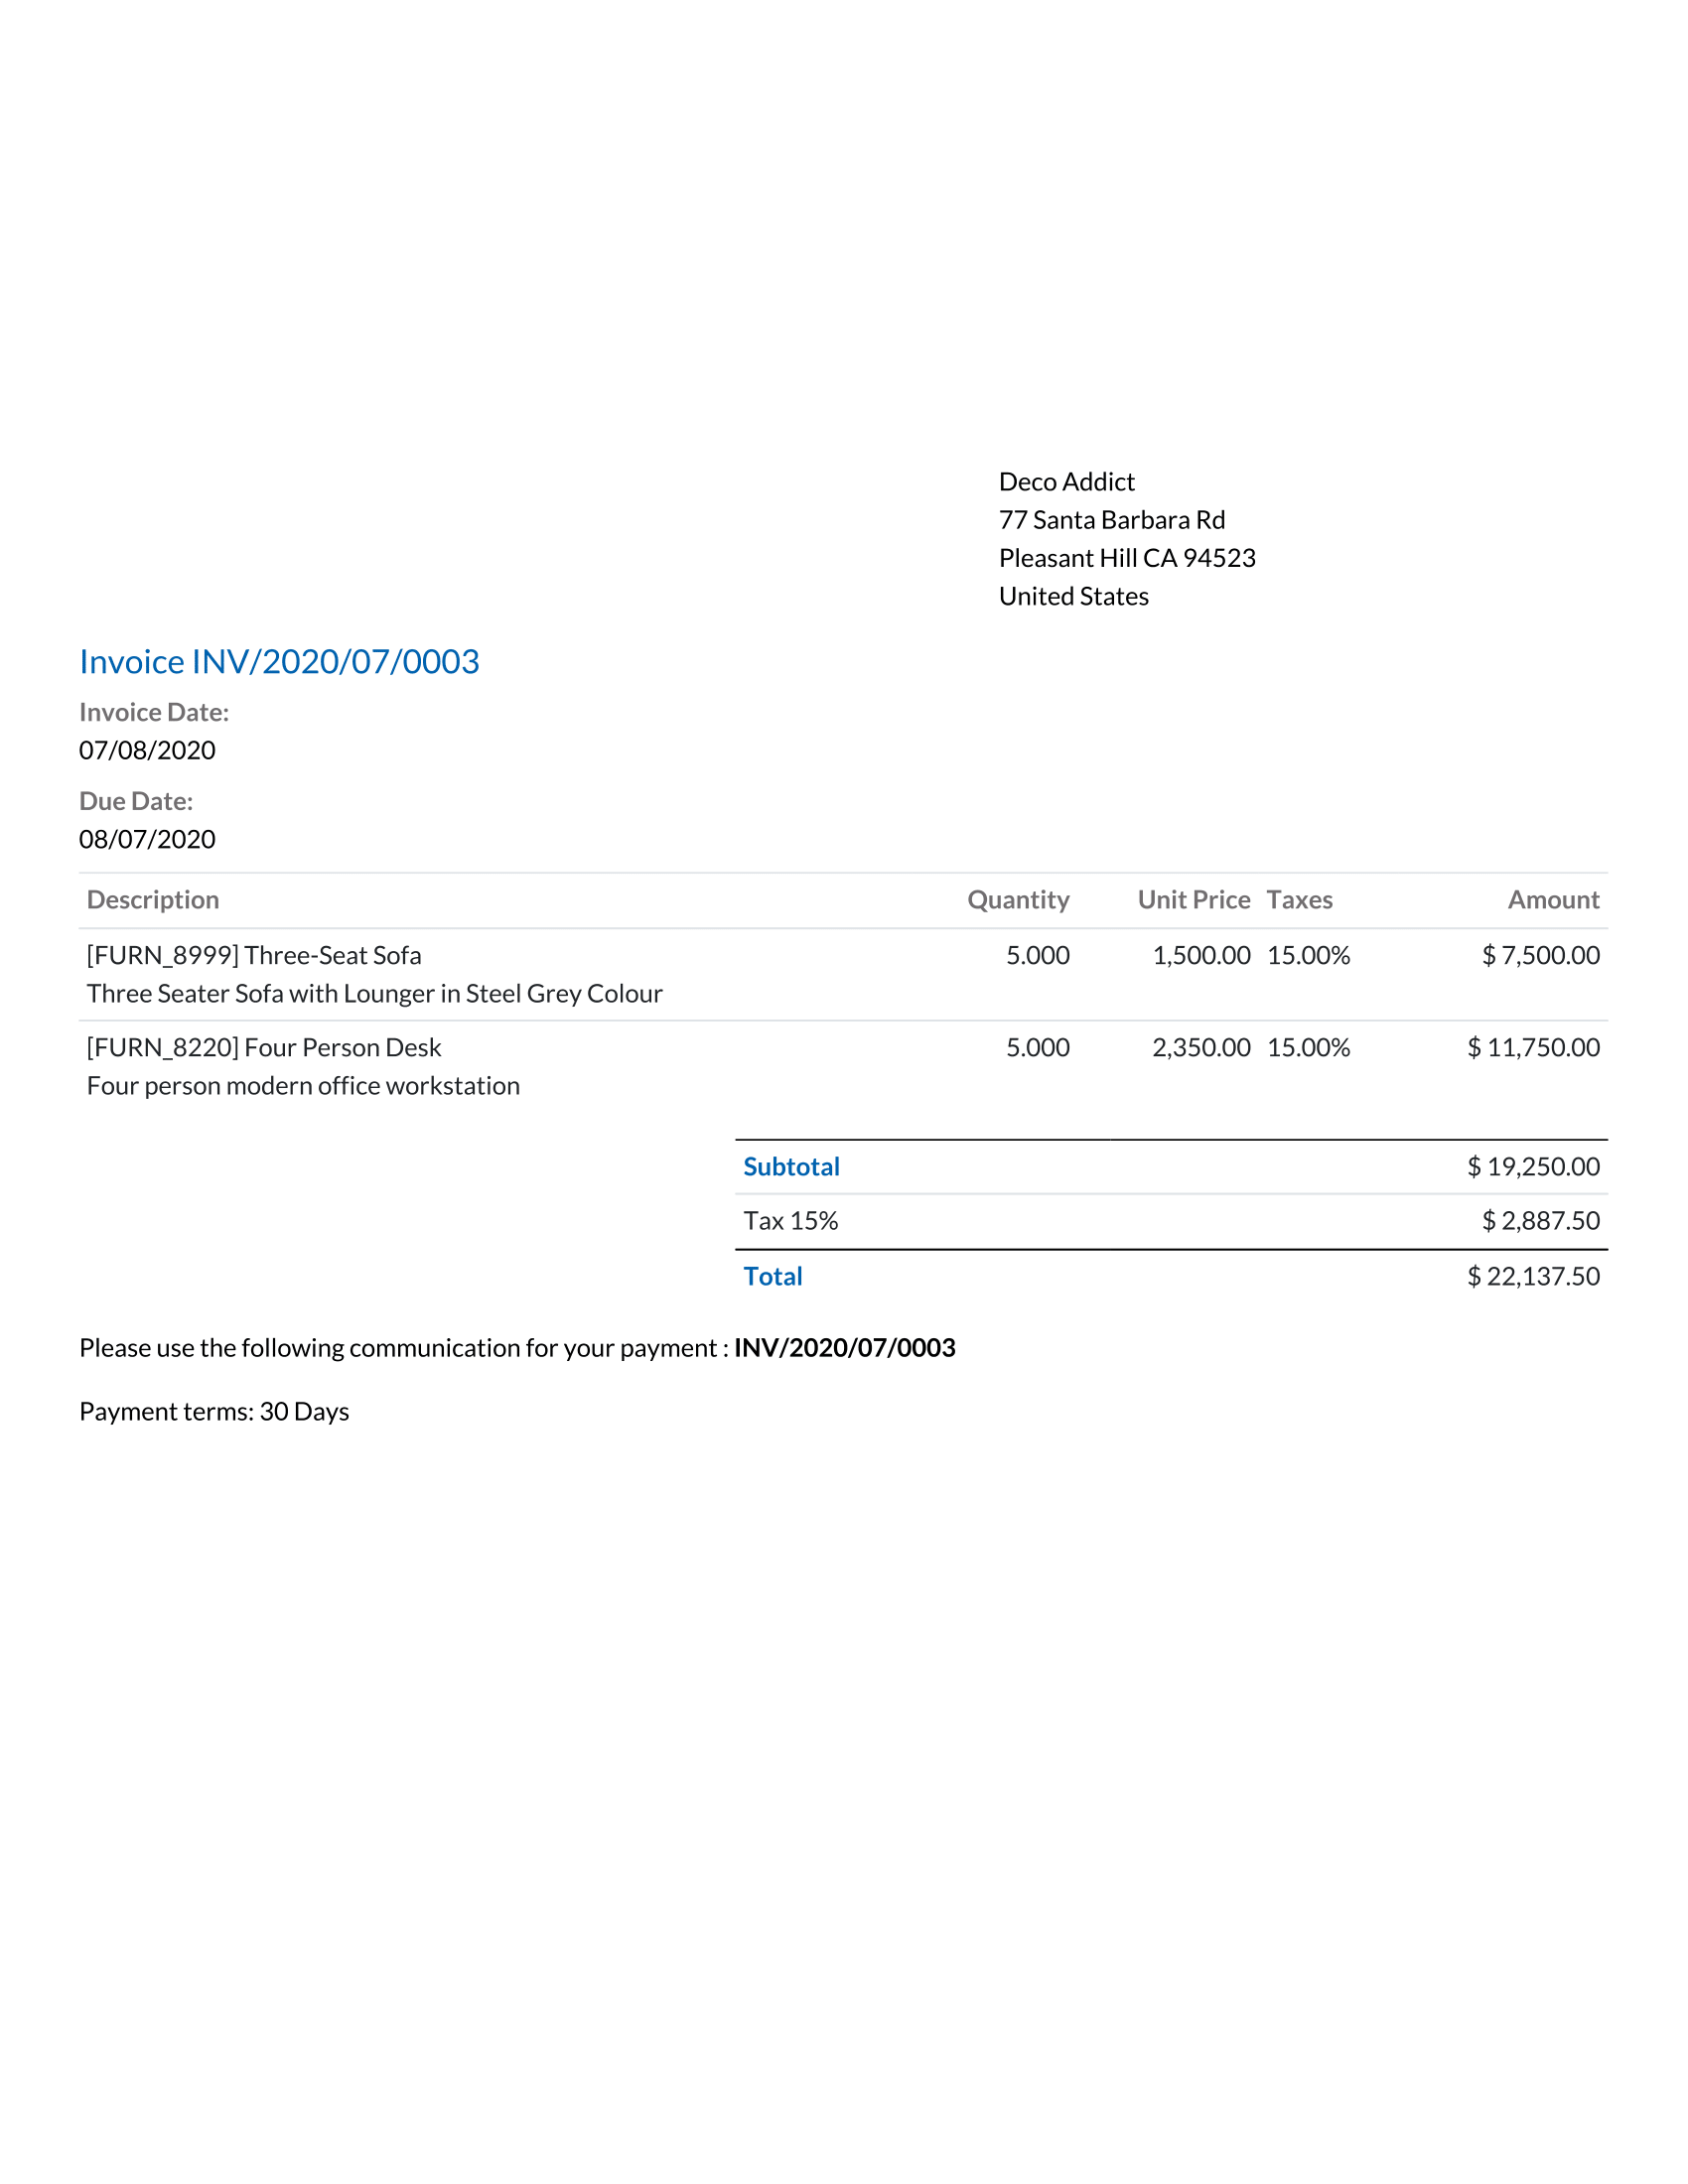 Deco Addict
77 Santa Barbara Rd
Pleasant Hill CA 94523
United States
Invoice INV/2020/07/0003
Invoice Date:
07/08/2020
Due Date:
08/07/2020
Description Quantity Unit Price Taxes Amount
[FURN_8999] Three-Seat Sofa 5.000 1,500.00 15.00% $ 7,500.00
Three Seater Sofa with Lounger in Steel Grey Colour
[FURN_8220] Four Person Desk 5.000 2,350.00 15.00% $ 11,750.00
Four person modern office workstation
Subtotal $ 19,250.00
Tax 15% $ 2,887.50
Total $ 22,137.50
Please use the following communication for your payment : INV/2020/07/0003
Payment terms: 30 Days